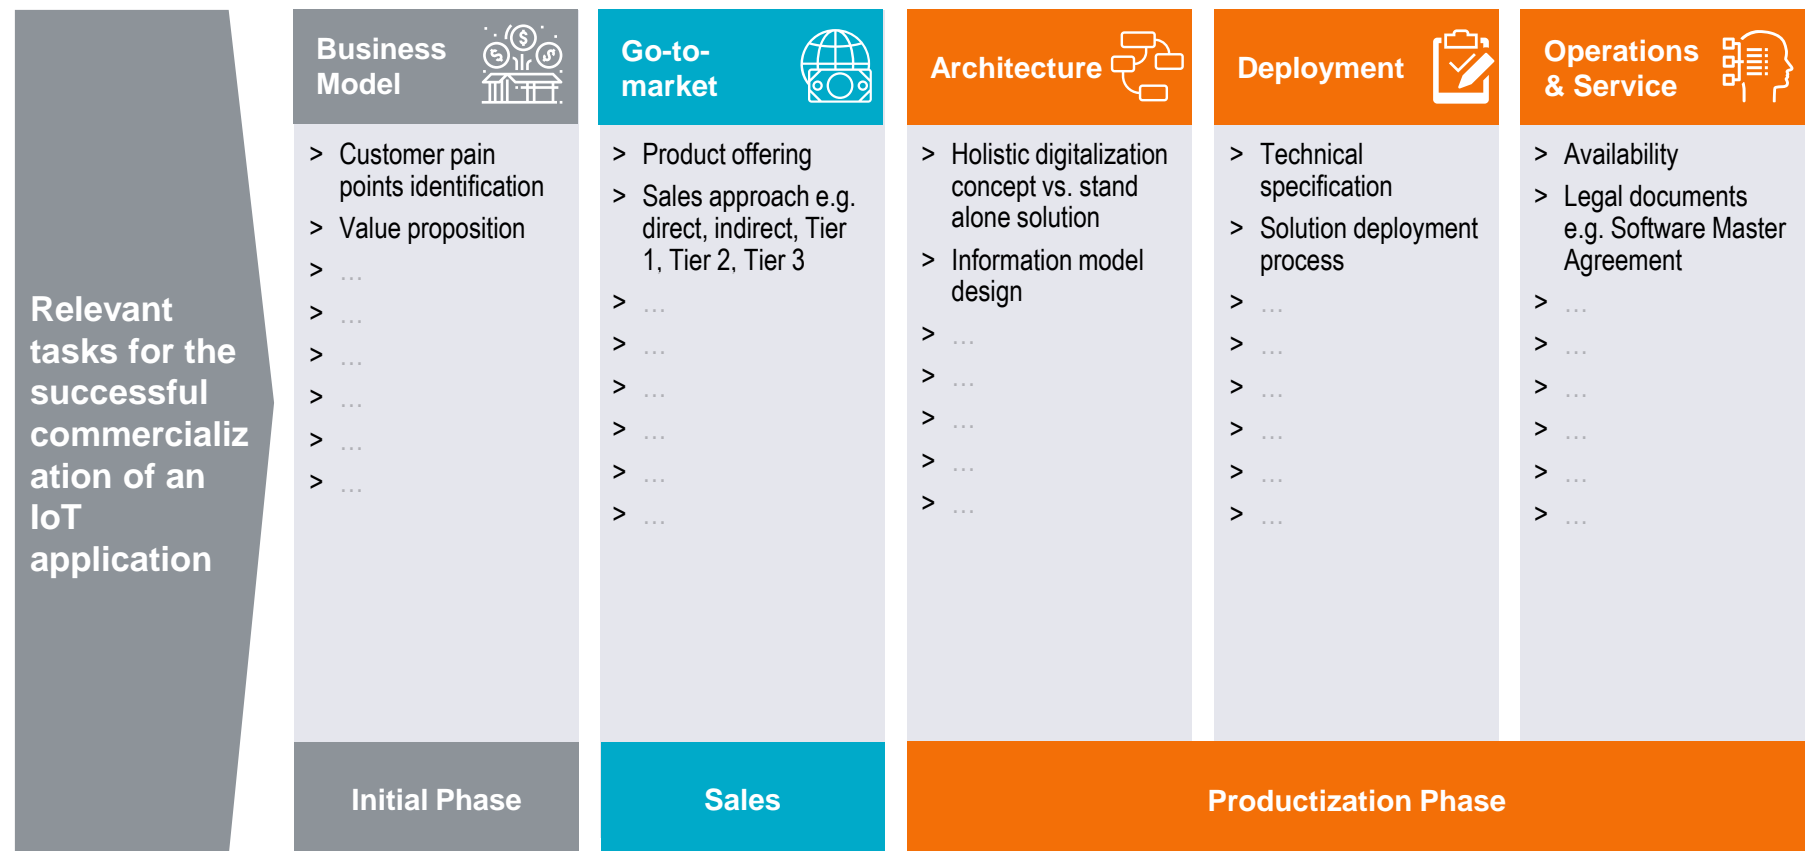 Relevant
tasks for the
successful
commercializ
ation of an
IoT
application
Business
Model
> Customer pain
points identification
> Value proposition
> …
> …
> …
> …
> …
> …
Initial Phase
Go-to-
market
> Product offering
> Sales approach e.g.
direct, indirect, Tier
1, Tier 2, Tier 3
> …
> …
> …
> …
> …
> …
Sales
Architecture
> Holistic digitalization
concept vs. stand
alone solution
> Information model
design
> …
> …
> …
> …
> …
Deployment
> Technical
specification
> Solution deployment
process
> …
> …
> …
> …
> …
> …
Operations
& Service
> Availability
> Legal documents
e.g. Software Master
Agreement
> …
> …
> …
> …
> …
> …
Productization Phase